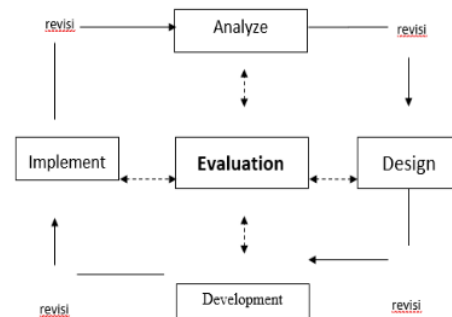 revisi
Analyze
revisi
Implement
Evaluation
Design
revisi
Development
revisi